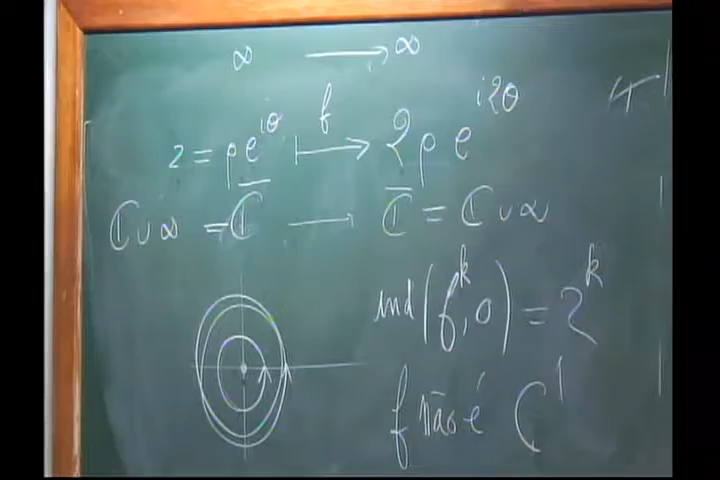 ∞ ⟶ ∞
z = ρe^{iθ} ⟼^{f} 2ρe^{i2θ}
ℂ ∪ ∞ = ℂ̅ ⟶ ℂ̅ = ℂ ∪ ∞
ind(f^k, 0) = 2^k
f não é C^1